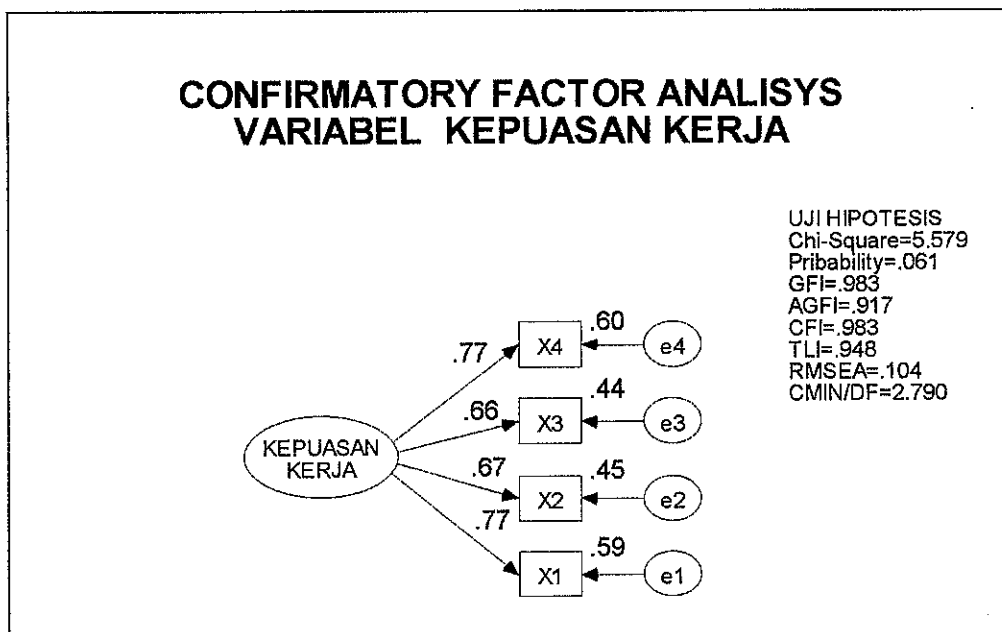 CONFIRMATORY FACTOR ANALISYS
VARIABEL KEPUASAN KERJA
UJI HIPOTESIS
Chi-Square=5.579
Pribability=.061
GFI=.983
AGFI=.917
CFI=.983
TLI=.948
RMSEA=.104
CMIN/DF=2.790
.77
X4
.60
e4
.66
X3
.44
e3
KEPUASAN
KERJA
.67
X2
.45
e2
.77
X1
.59
e1